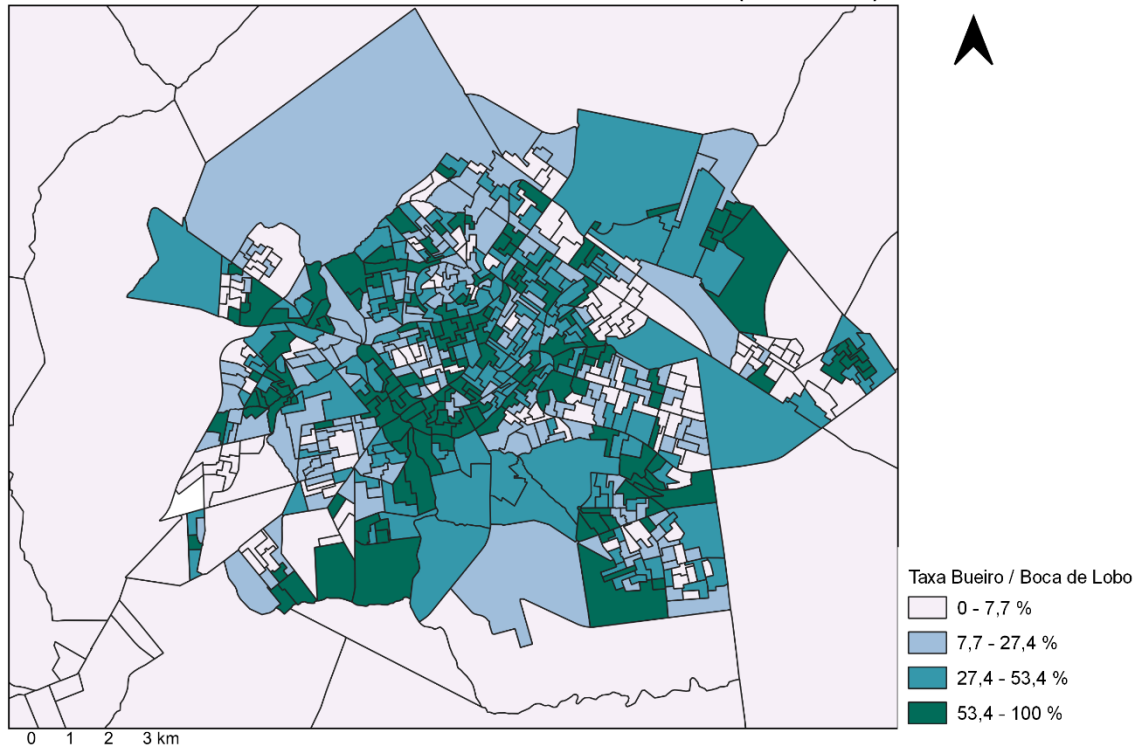 Taxa Bueiro / Boca de Lobo
0 - 7,7 %
7,7 - 27,4 %
27,4 - 53,4 %
53,4 - 100 %
0 1 2 3 km